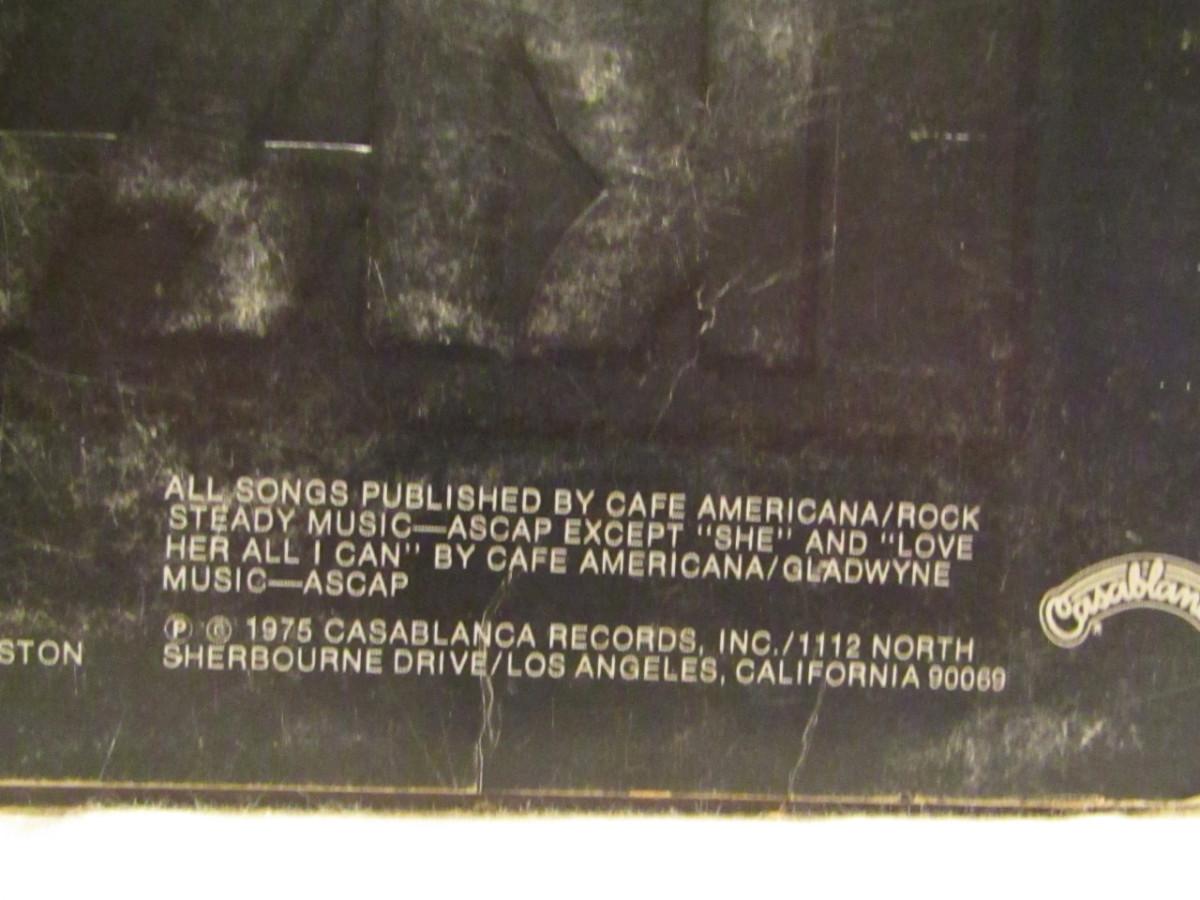 ALL SONGS PUBLISHED BY CAFE AMERICANA/ROCK
STEADY MUSIC—ASCAP EXCEPT "SHE" AND "LOVE
HER ALL I CAN" BY CAFE AMERICANA/GLADWYNE
MUSIC—ASCAP
Ⓟ © 1975 CASABLANCA RECORDS, INC./1112 NORTH
SHERBOURNE DRIVE/LOS ANGELES, CALIFORNIA 90069
STON
Casablan